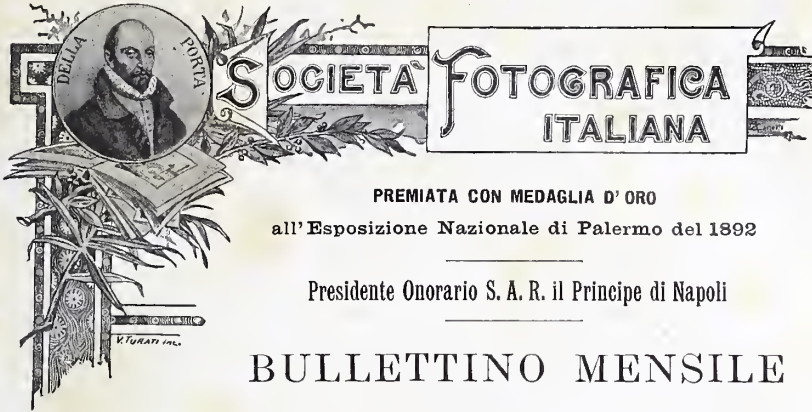 DELLA PORTA
SOCIETÀ FOTOGRAFICA
ITALIANA
PREMIATA CON MEDAGLIA D'ORO
all'Esposizione Nazionale di Palermo del 1892
Presidente Onorario S. A. R. il Principe di Napoli
V. TURATI INC.
BULLETTINO MENSILE